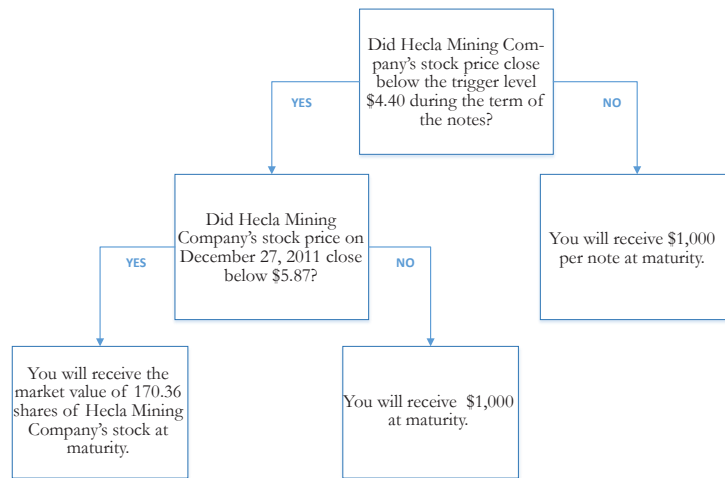 Did Hecla Mining Com-
pany's stock price close
below the trigger level
$4.40 during the term of
the notes?
YES
NO
Did Hecla Mining
Company's stock price on
December 27, 2011 close
below $5.87?
You will receive $1,000
per note at maturity.
YES
NO
You will receive the
market value of 170.36
shares of Hecla Mining
Company's stock at
maturity.
You will receive $1,000
at maturity.